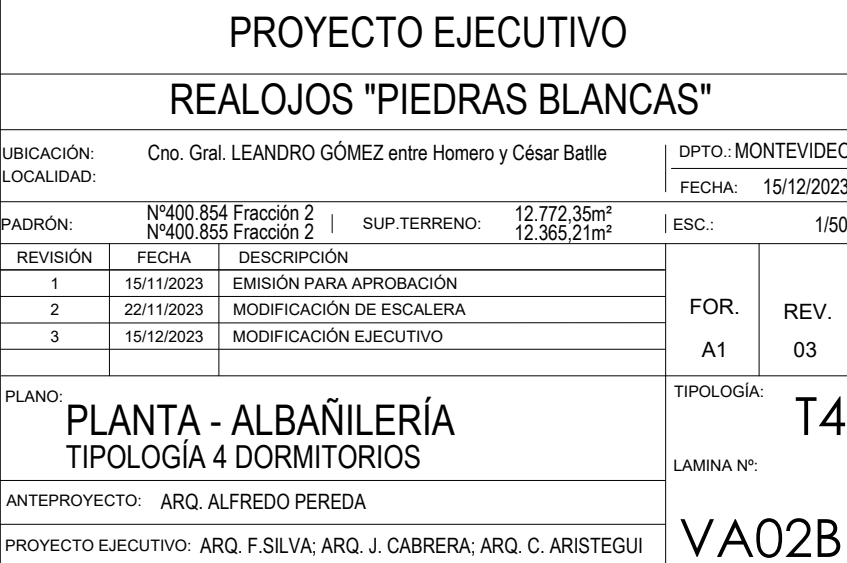 PROYECTO EJECUTIVO
REALOJOS "PIEDRAS BLANCAS"
UBICACIÓN: Cno. Gral. LEANDRO GÓMEZ entre Homero y César Batlle
LOCALIDAD:
DPTO.: MONTEVIDEO
FECHA: 15/12/2023
PADRÓN: Nº400.854 Fracción 2
Nº400.855 Fracción 2
SUP.TERRENO: 12.772,35m²
12.365,21m²
ESC.: 1/50
REVISIÓN FECHA DESCRIPCIÓN
1 15/11/2023 EMISIÓN PARA APROBACIÓN
2 22/11/2023 MODIFICACIÓN DE ESCALERA
3 15/12/2023 MODIFICACIÓN EJECUTIVO
FOR. REV.
A1 03
PLANO: PLANTA - ALBAÑILERÍA
TIPOLOGÍA 4 DORMITORIOS
TIPOLOGÍA: T4
LAMINA Nº:
VA02B
ANTEPROYECTO: ARQ. ALFREDO PEREDA
PROYECTO EJECUTIVO: ARQ. F.SILVA; ARQ. J. CABRERA; ARQ. C. ARISTEGUI